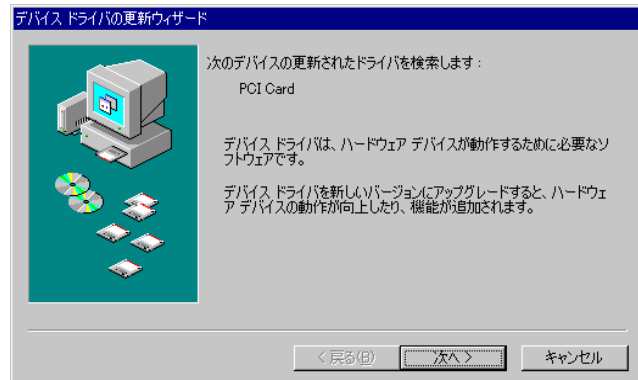 デバイス ドライバの更新ウィザード
次のデバイスの更新されたドライバを検索します :
PCI Card
デバイス ドライバは、ハードウェア デバイスが動作するために必要なソ
フトウェアです。
デバイス ドライバを新しいバージョンにアップグレードすると、ハードウェ
ア デバイスの動作が向上したり、機能が追加されます。
< 戻る(B)
次へ >
キャンセル